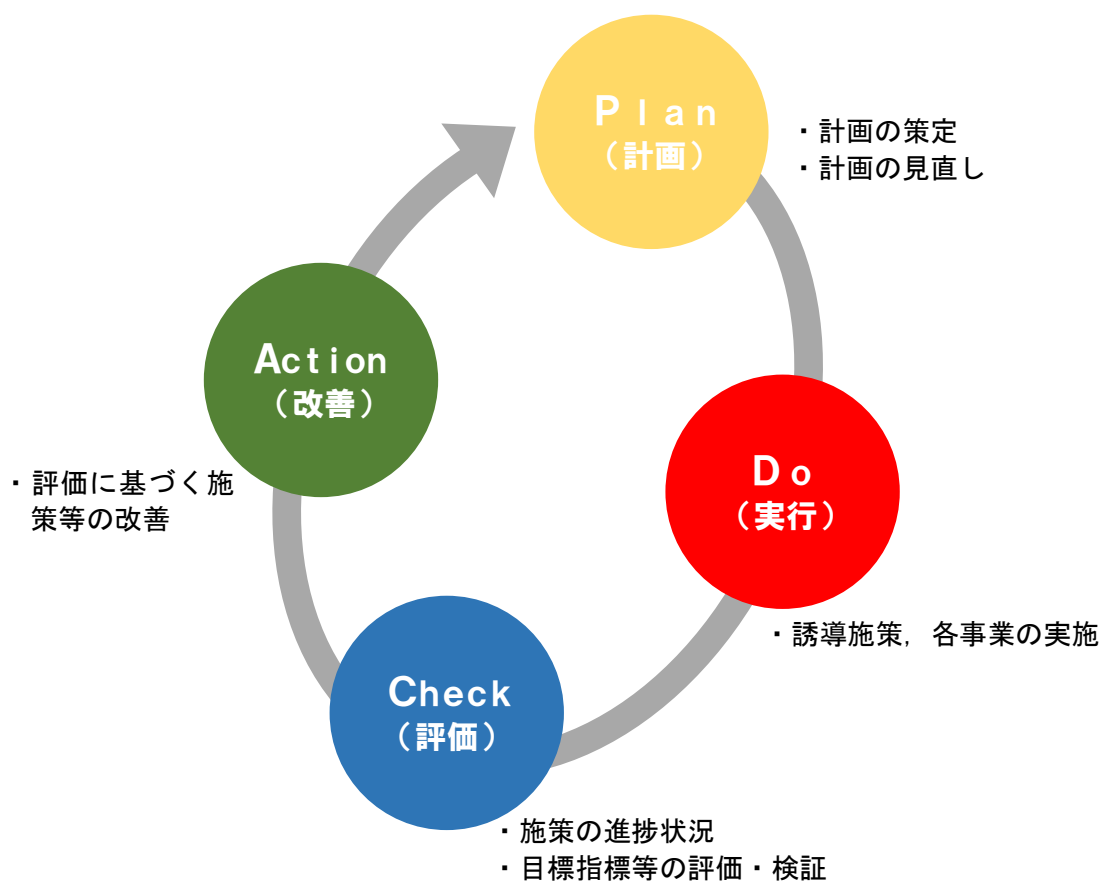 Plan
（計画）
・計画の策定
・計画の見直し
Do
（実行）
・誘導施策，各事業の実施
Check
（評価）
・施策の進捗状況
・目標指標等の評価・検証
Action
（改善）
・評価に基づく施
策等の改善